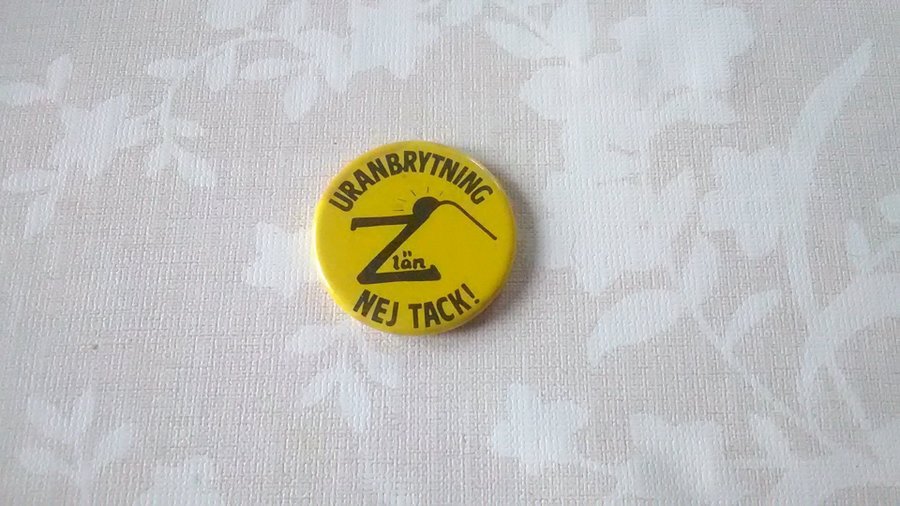 URANBRYTNING
Z
län
NEJ TACK!